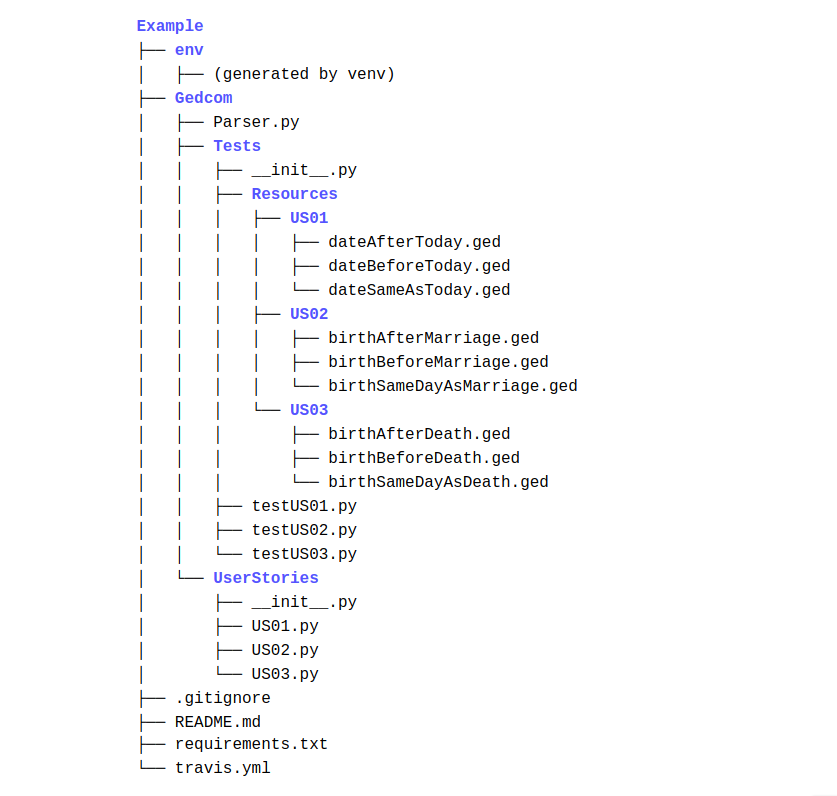 Example
├── env
│   ├── (generated by venv)
├── Gedcom
│   ├── Parser.py
│   ├── Tests
│   │   ├── __init__.py
│   │   ├── Resources
│   │   │   ├── US01
│   │   │   │   ├── dateAfterToday.ged
│   │   │   │   ├── dateBeforeToday.ged
│   │   │   │   └── dateSameAsToday.ged
│   │   │   ├── US02
│   │   │   │   ├── birthAfterMarriage.ged
│   │   │   │   ├── birthBeforeMarriage.ged
│   │   │   │   └── birthSameDayAsMarriage.ged
│   │   │   └── US03
│   │   │       ├── birthAfterDeath.ged
│   │   │       ├── birthBeforeDeath.ged
│   │   │       └── birthSameDayAsDeath.ged
│   │   ├── testUS01.py
│   │   ├── testUS02.py
│   │   └── testUS03.py
│   └── UserStories
│       ├── __init__.py
│       ├── US01.py
│       ├── US02.py
│       └── US03.py
├── .gitignore
├── README.md
├── requirements.txt
└── travis.yml